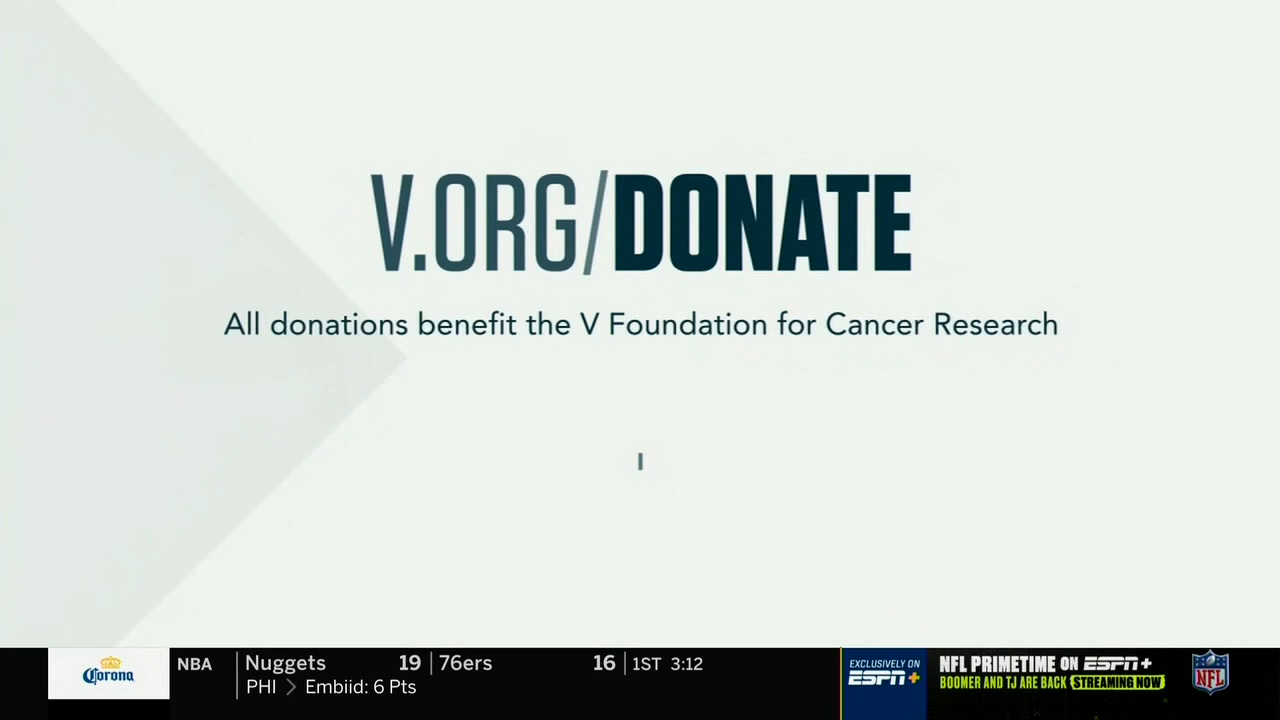 V.ORG/DONATE
All donations benefit the V Foundation for Cancer Research
Corona
NBA
Nuggets 19 76ers 16 1ST 3:12
PHI > Embiid: 6 Pts
EXCLUSIVELY ON
ESPN+
NFL PRIMETIME ON ESPN+
BOOMER AND TJ ARE BACK STREAMING NOW
NFL